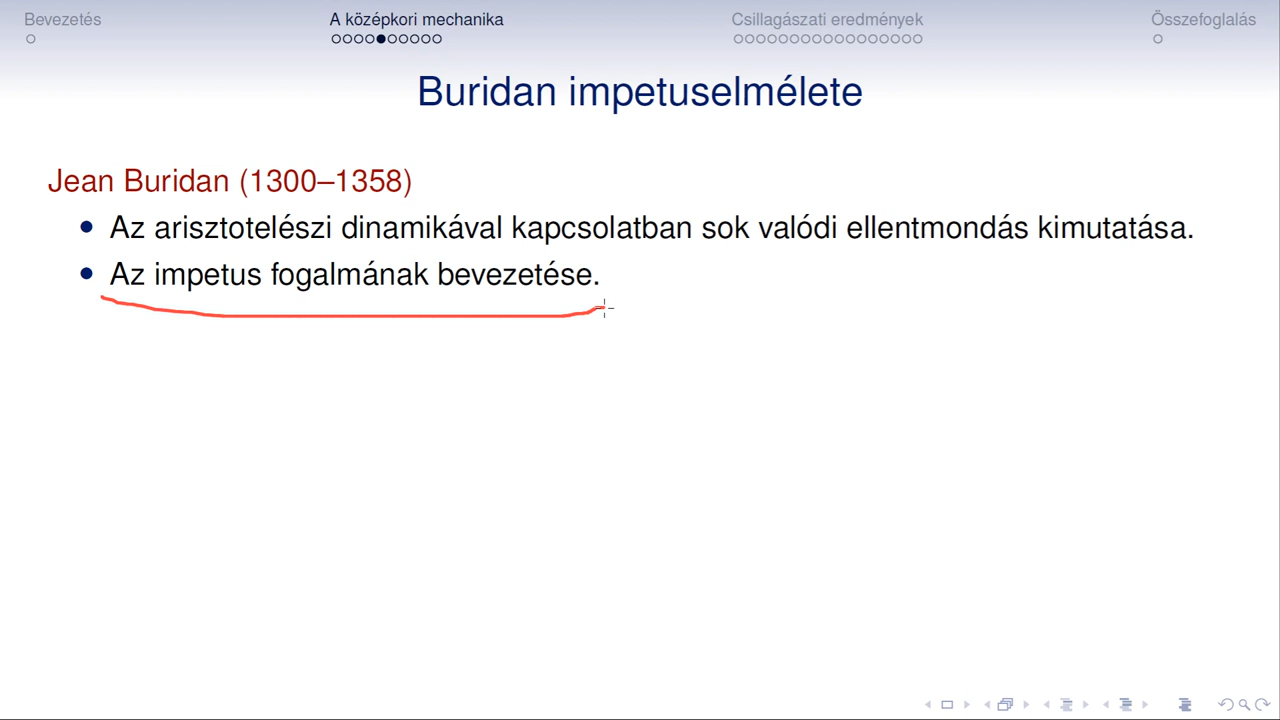 Bevezetés
A középkori mechanika
Csillagászati eredmények
Összefoglalás
Buridan impetuselmélete
Jean Buridan (1300–1358)
Az arisztotelészi dinamikával kapcsolatban sok valódi ellentmondás kimutatása.
Az impetus fogalmának bevezetése.